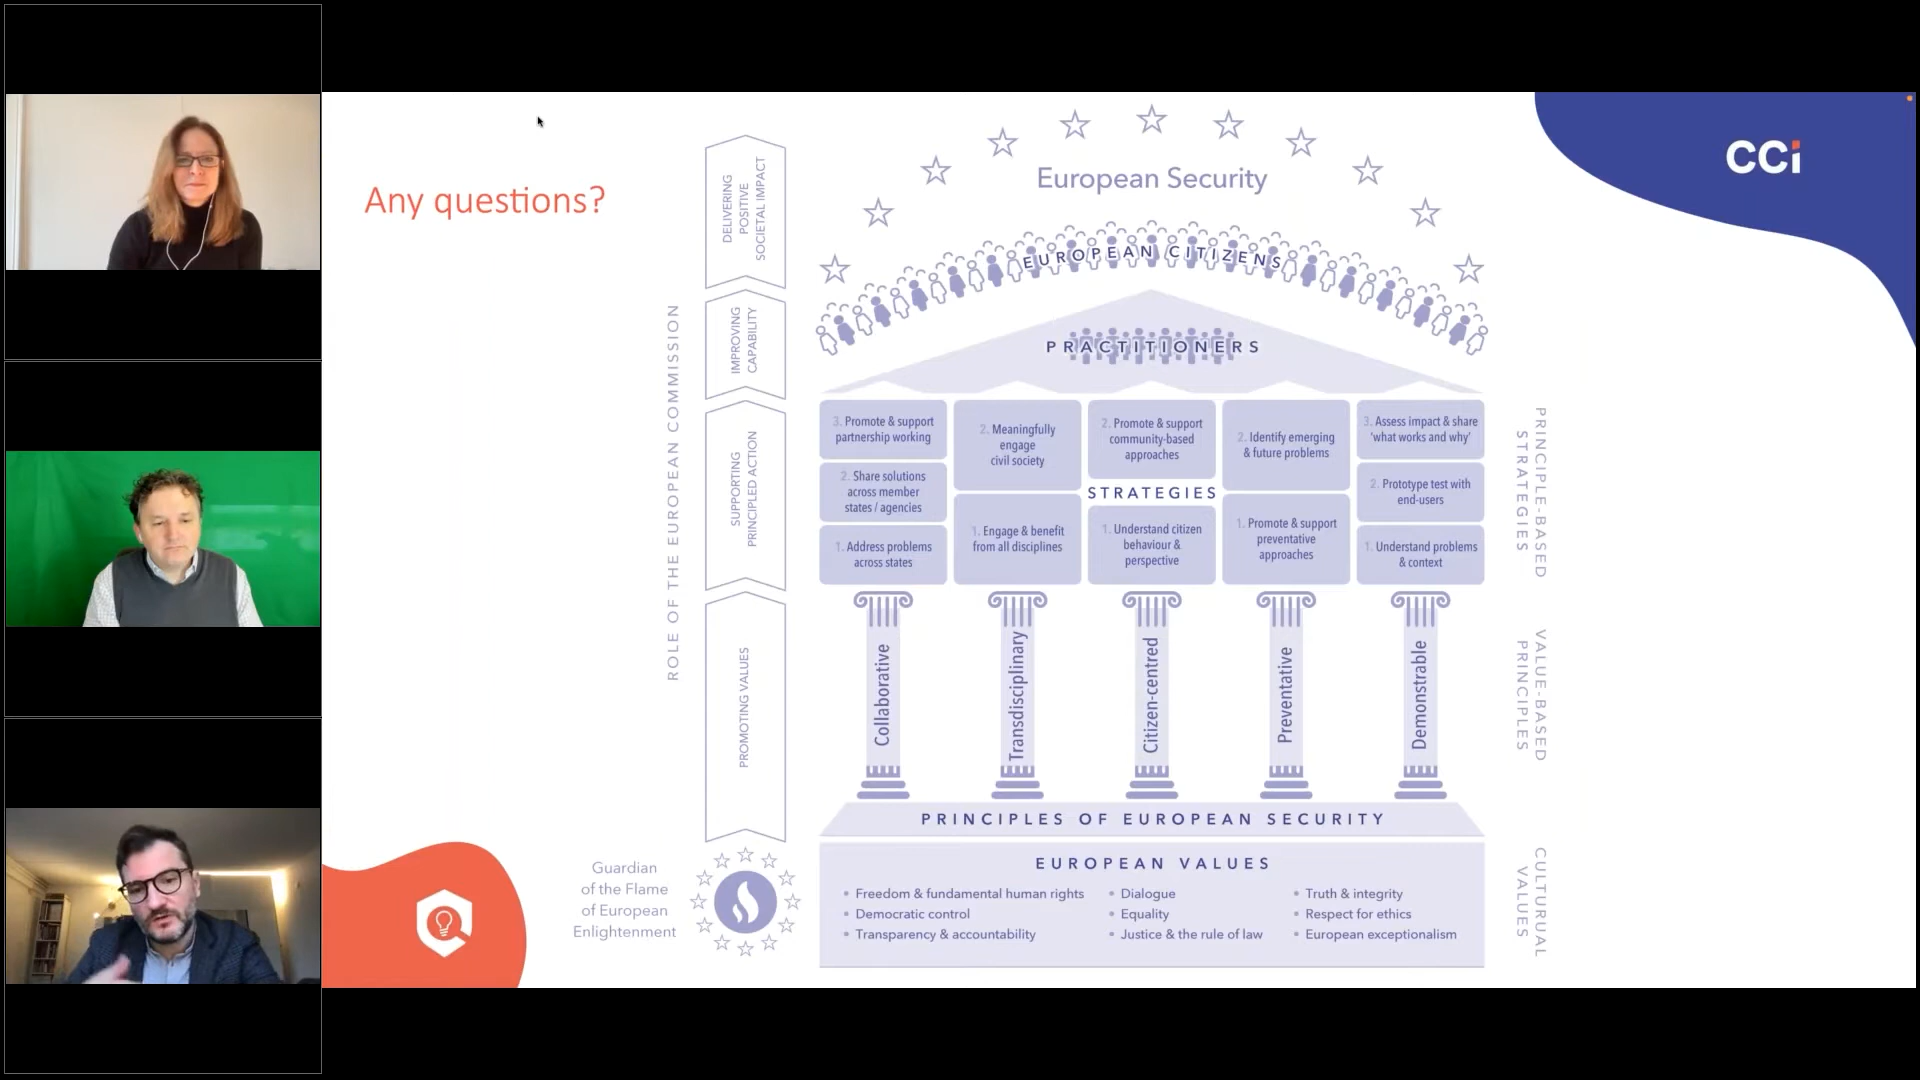 Any questions?
CCi
European Security
EUROPEAN CITIZENS
PRACTITIONERS
ROLE OF THE EUROPEAN COMMISSION
DELIVERING
POSITIVE
SOCIETAL IMPACT
IMPROVING
CAPABILITY
SUPPORTING
PRINCIPLED ACTION
PROMOTING VALUES
3. Promote & support
partnership working
2. Share solutions
across member
states / agencies
1. Address problems
across states
2. Meaningfully
engage
civil society
1. Engage & benefit
from all disciplines
2. Promote & support
community-based
approaches
STRATEGIES
1. Understand citizen
behaviour &
perspective
2. Identify emerging
& future problems
1. Promote & support
preventative
approaches
3. Assess impact & share
‘what works and why’
2. Prototype test with
end-users
1. Understand problems
& context
PRINCIPLE-BASED
STRATEGIES
Collaborative
Transdisciplinary
Citizen-centred
Preventative
Demonstrable
VALUE-BASED
PRINCIPLES
PRINCIPLES OF EUROPEAN SECURITY
EUROPEAN VALUES
• Freedom & fundamental human rights
• Democratic control
• Transparency & accountability
• Dialogue
• Equality
• Justice & the rule of law
• Truth & integrity
• Respect for ethics
• European exceptionalism
CULTURUAL
VALUES
Guardian
of the Flame
of European
Enlightenment